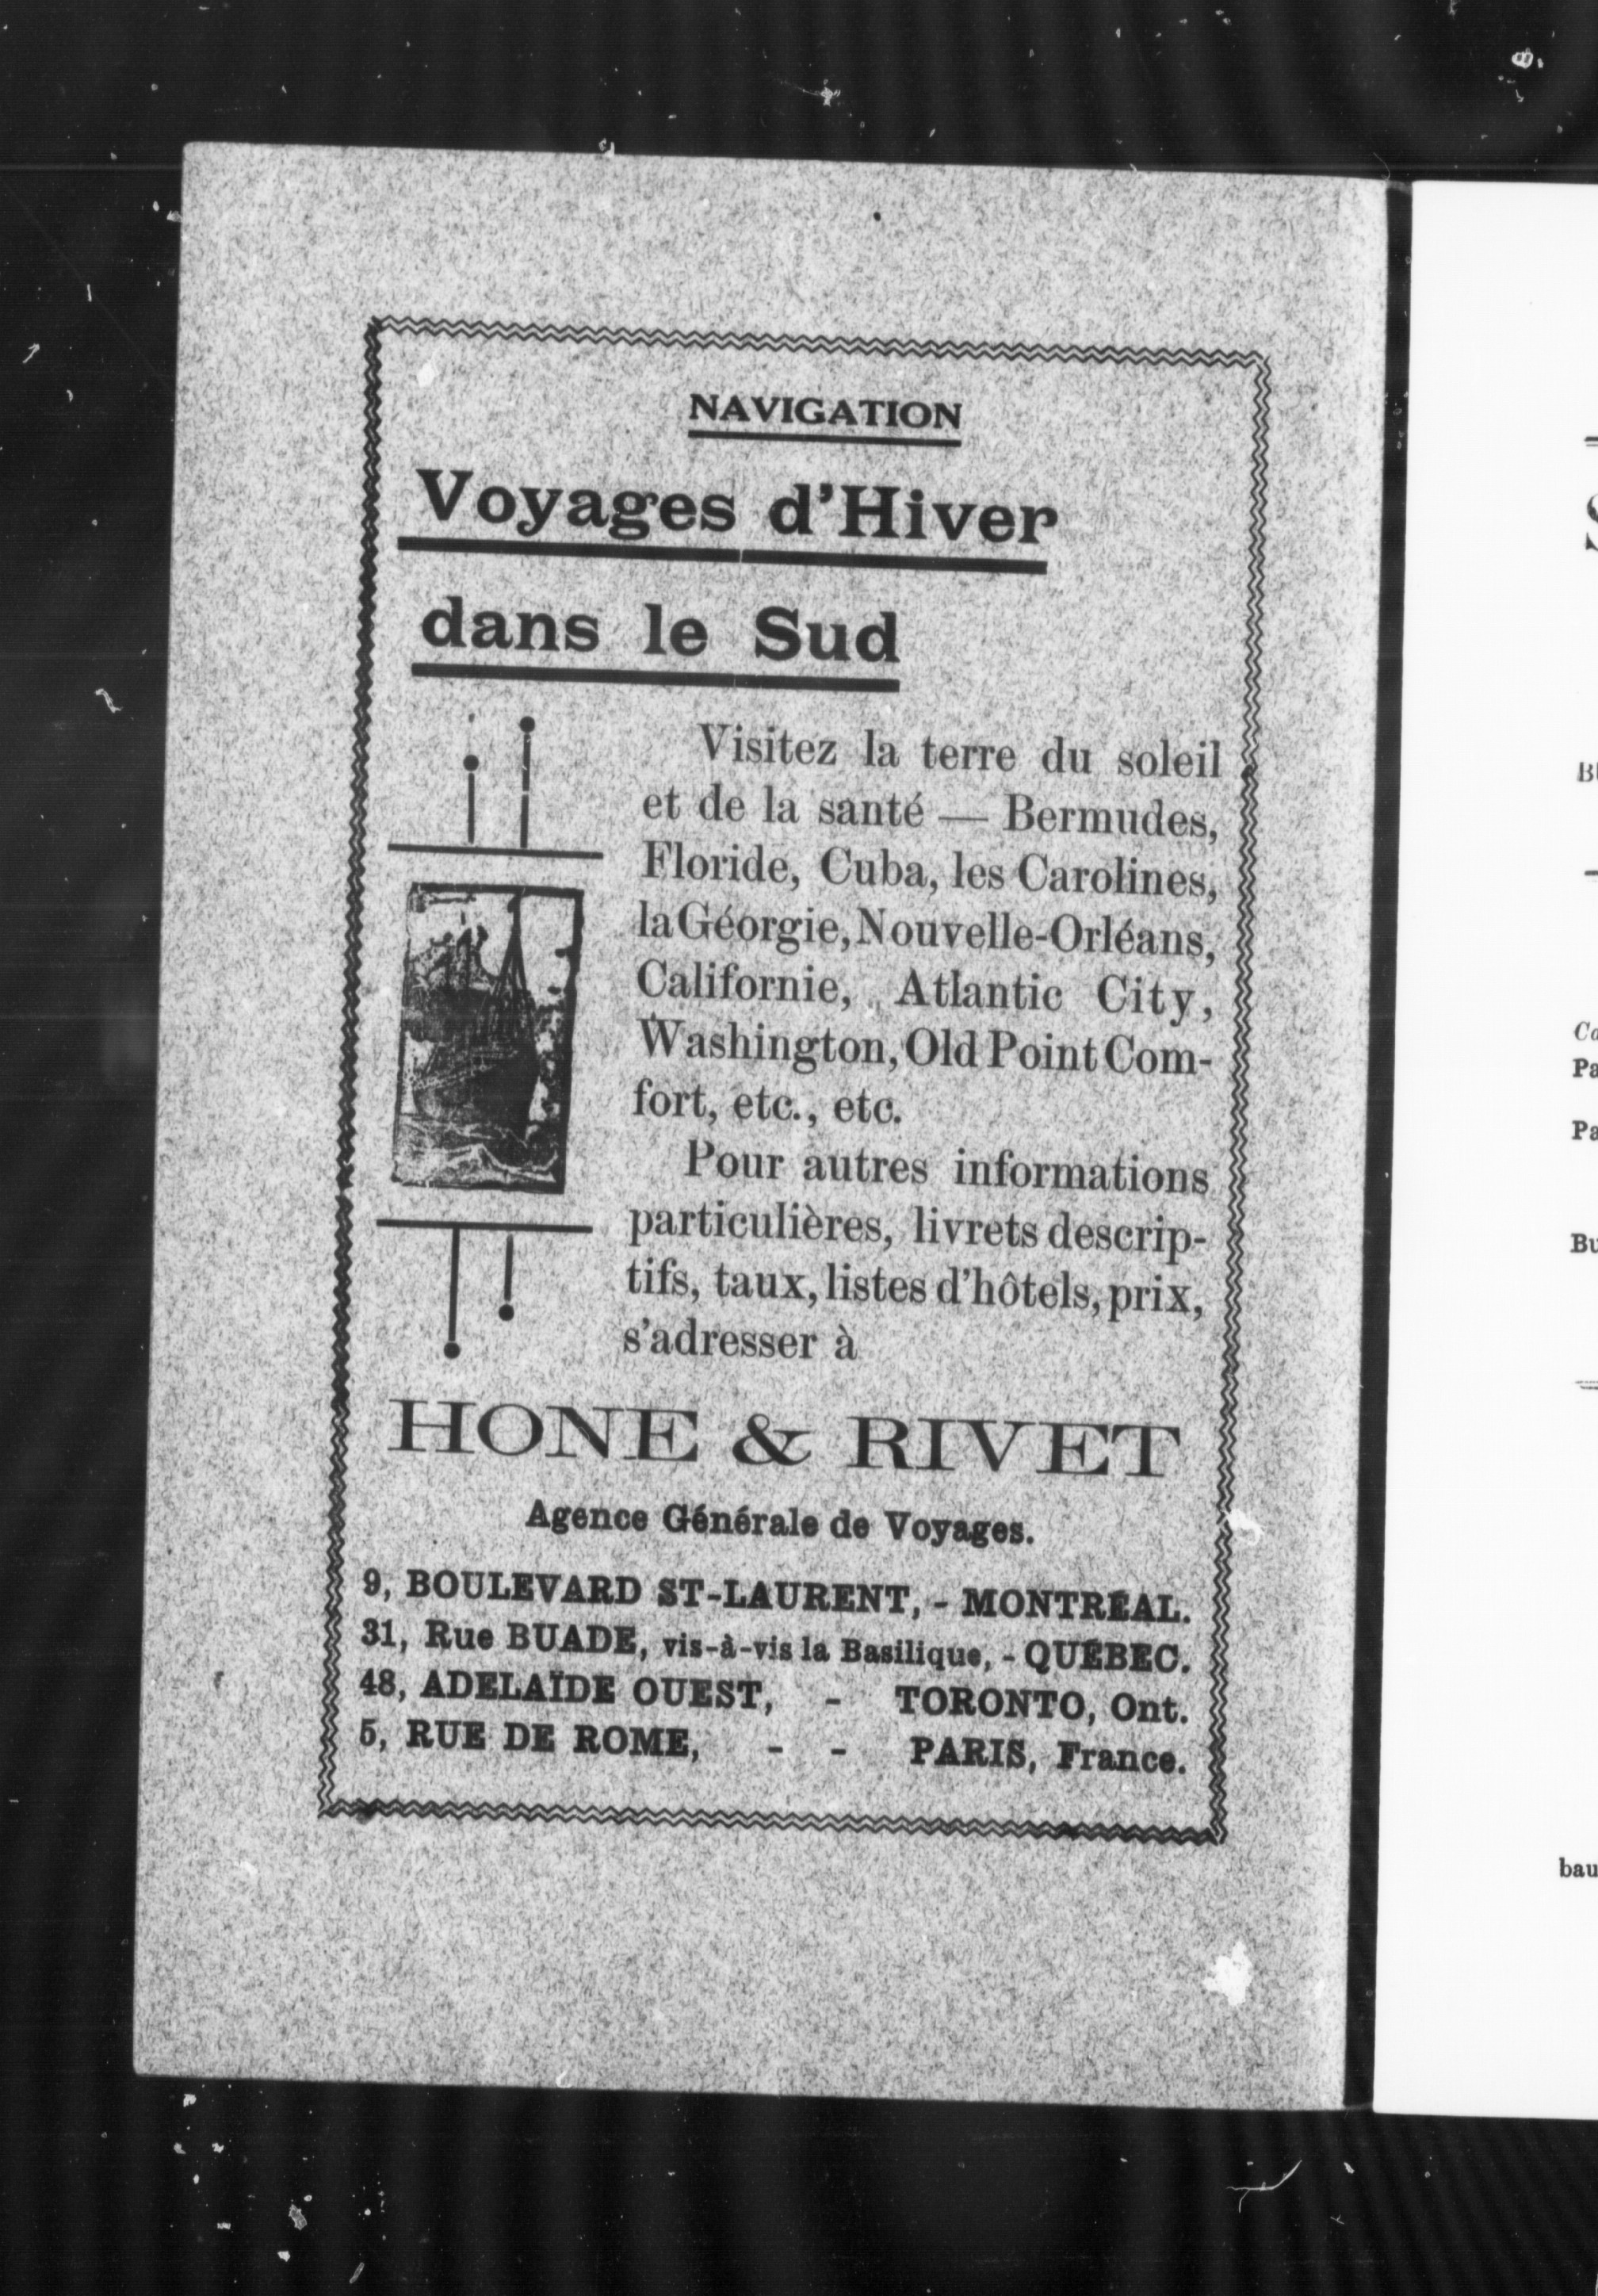 NAVIGATION
Voyages d'Hiver
dans le Sud
Visitez la terre du soleil
et de la santé — Bermudes,
Floride, Cuba, les Carolines,
la Géorgie, Nouvelle-Orléans,
Californie, Atlantic City,
Washington, Old Point Com-
fort, etc., etc.
Pour autres informations
particulières, livrets descrip-
tifs, taux, listes d'hôtels, prix,
s'adresser à
HONE & RIVET
Agence Générale de Voyages.
9, BOULEVARD ST-LAURENT, - MONTRÉAL.
31, Rue BUADE, vis-à-vis la Basilique, - QUÉBEC.
48, ADELAÏDE OUEST, - TORONTO, Ont.
5, RUE DE ROME, - - PARIS, France.